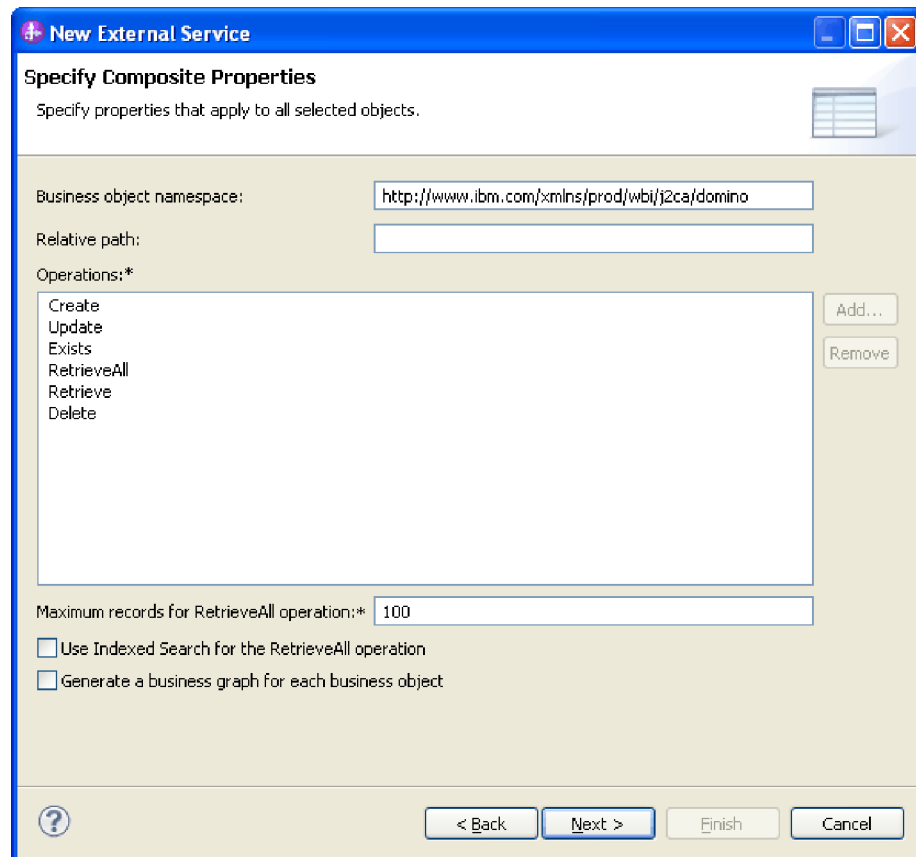 New External Service
Specify Composite Properties
Specify properties that apply to all selected objects.
Business object namespace:
http://www.ibm.com/xmlns/prod/wbi/j2ca/domino
Relative path:
Operations:*
Create
Update
Exists
RetrieveAll
Retrieve
Delete
Add...
Remove
Maximum records for RetrieveAll operation:*
100
Use Indexed Search for the RetrieveAll operation
Generate a business graph for each business object
?
< Back
Next >
Finish
Cancel